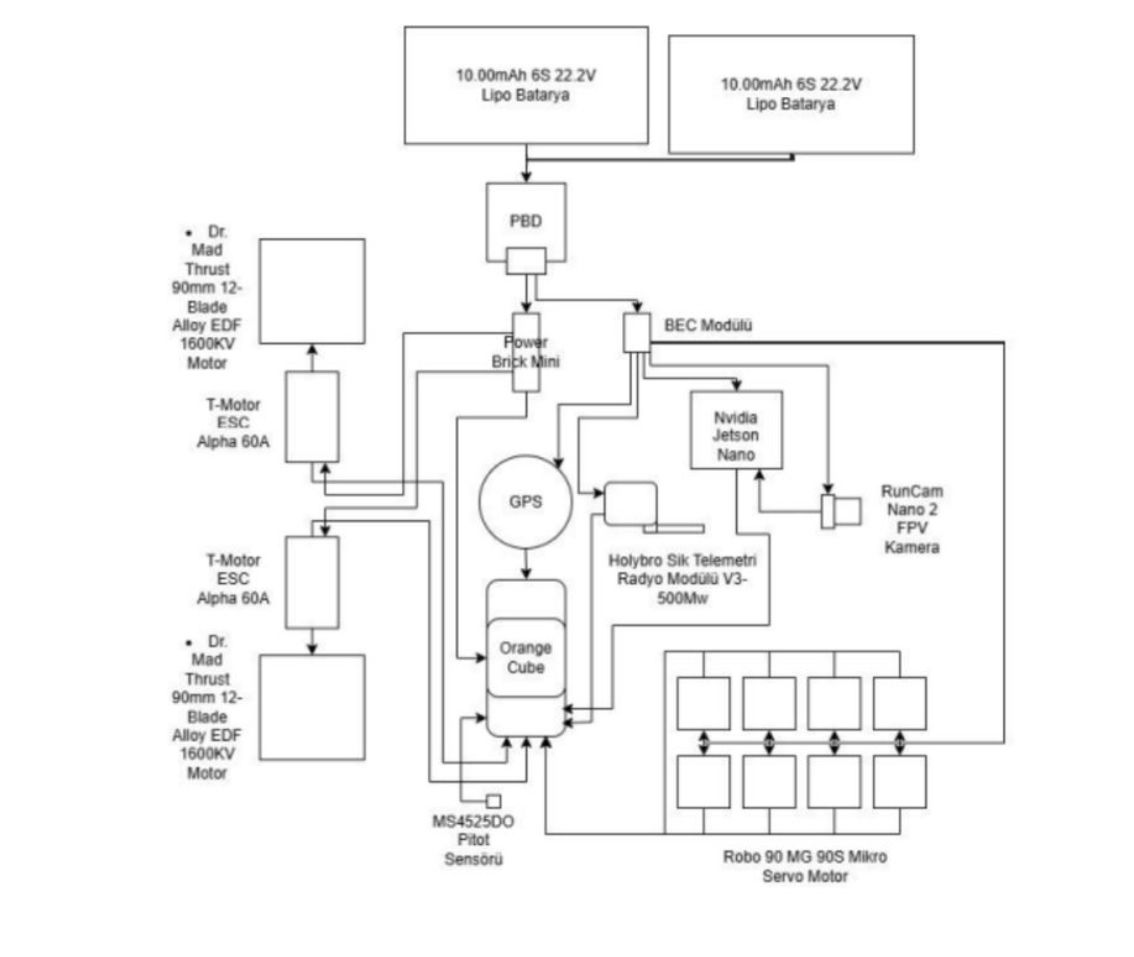 10.00mAh 6S 22.2V
Lipo Batarya
10.00mAh 6S 22.2V
Lipo Batarya
PBD
• Dr.
Mad
Thrust
90mm 12-
Blade
Alloy EDF
1600KV
Motor
BEC Modülü
Power
Brick Mini
T-Motor
ESC
Alpha 60A
Nvidia
Jetson
Nano
GPS
RunCam
Nano 2
FPV
Kamera
T-Motor
ESC
Alpha 60A
Holybro Sik Telemetri
Radyo Modülü V3-
500Mw
• Dr.
Mad
Thrust
90mm 12-
Blade
Alloy EDF
1600KV
Motor
Orange
Cube
MS4525DO
Pitot
Sensörü
Robo 90 MG 90S Mikro
Servo Motor